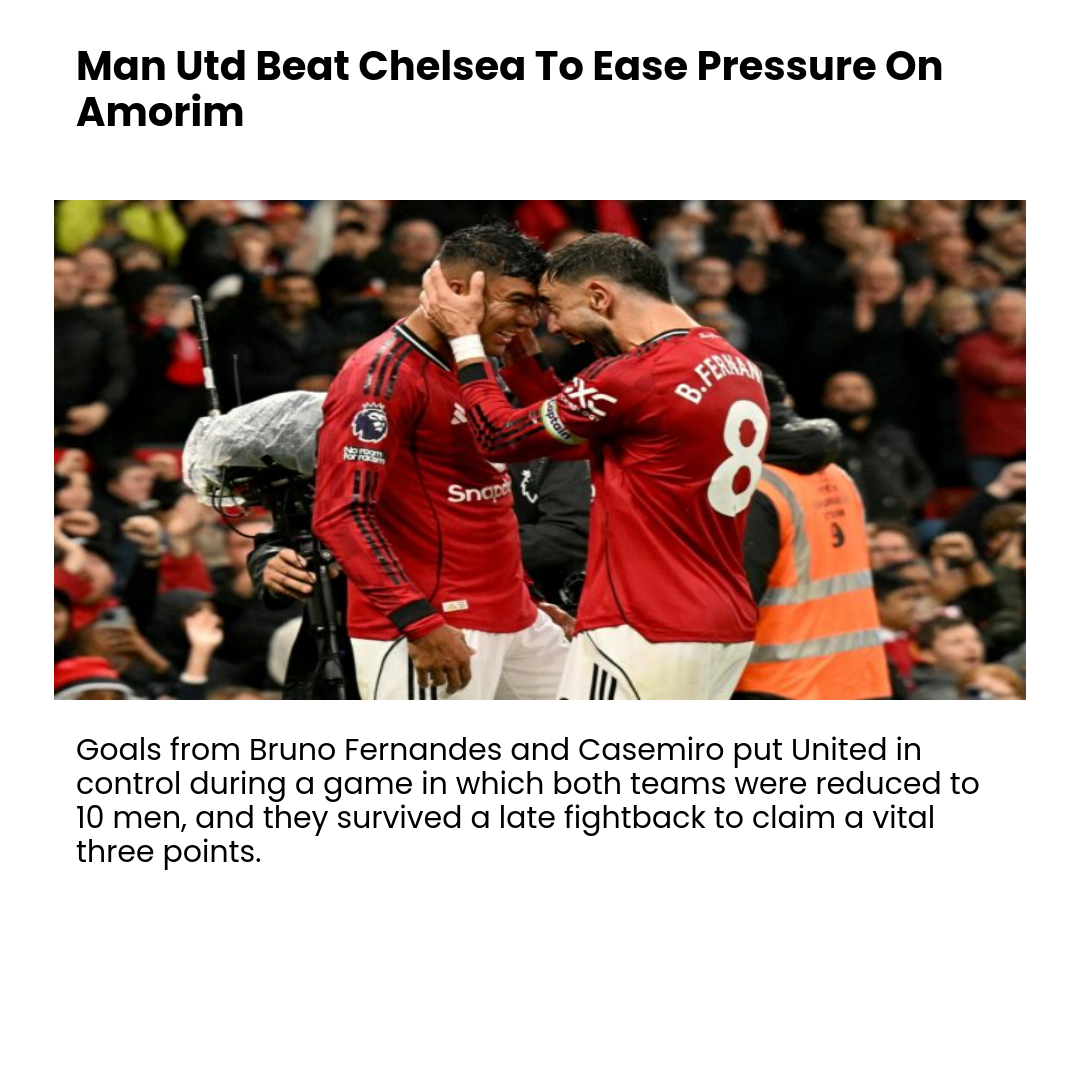 Man Utd Beat Chelsea To Ease Pressure On
Amorim
B.FERNAN
8
No room
for racism
Snap
Goals from Bruno Fernandes and Casemiro put United in
control during a game in which both teams were reduced to
10 men, and they survived a late fightback to claim a vital
three points.